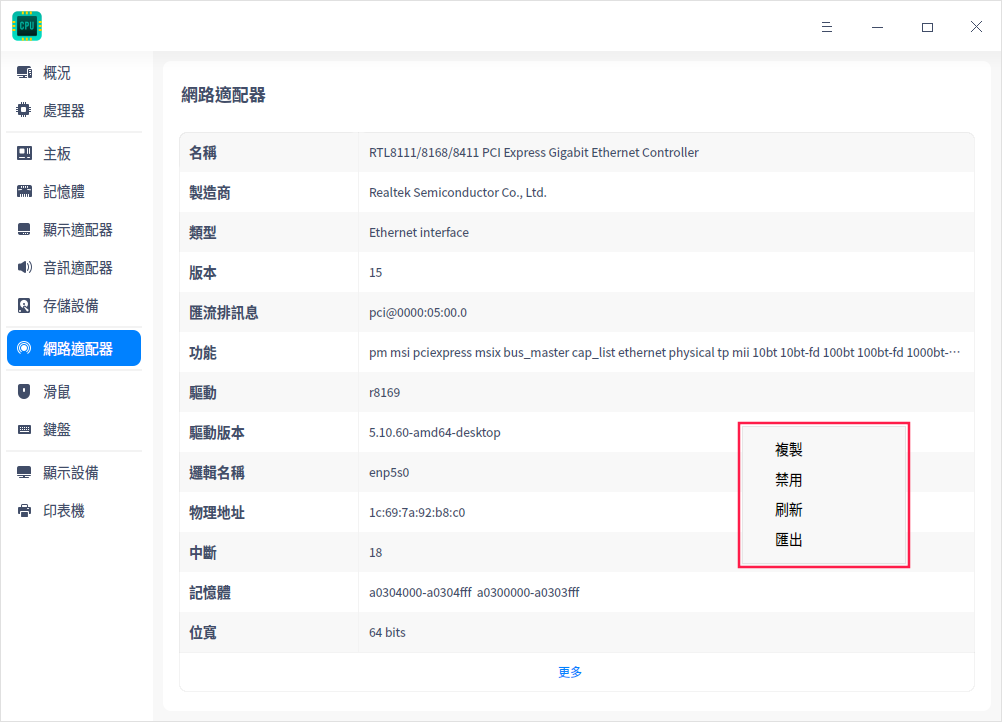 CPU
概況
處理器
主板
記憶體
顯示適配器
音訊適配器
存儲設備
網路適配器
滑鼠
鍵盤
顯示設備
印表機
網路適配器
名稱 RTL8111/8168/8411 PCI Express Gigabit Ethernet Controller
製造商 Realtek Semiconductor Co., Ltd.
類型 Ethernet interface
版本 15
匯流排訊息 pci@0000:05:00.0
功能 pm msi pciexpress msix bus_master cap_list ethernet physical tp mii 10bt 10bt-fd 100bt 100bt-fd 1000bt-…
驅動 r8169
驅動版本 5.10.60-amd64-desktop
邏輯名稱 enp5s0
物理地址 1c:69:7a:92:b8:c0
中斷 18
記憶體 a0304000-a0304fff a0300000-a0303fff
位寬 64 bits
更多
複製
禁用
刷新
匯出